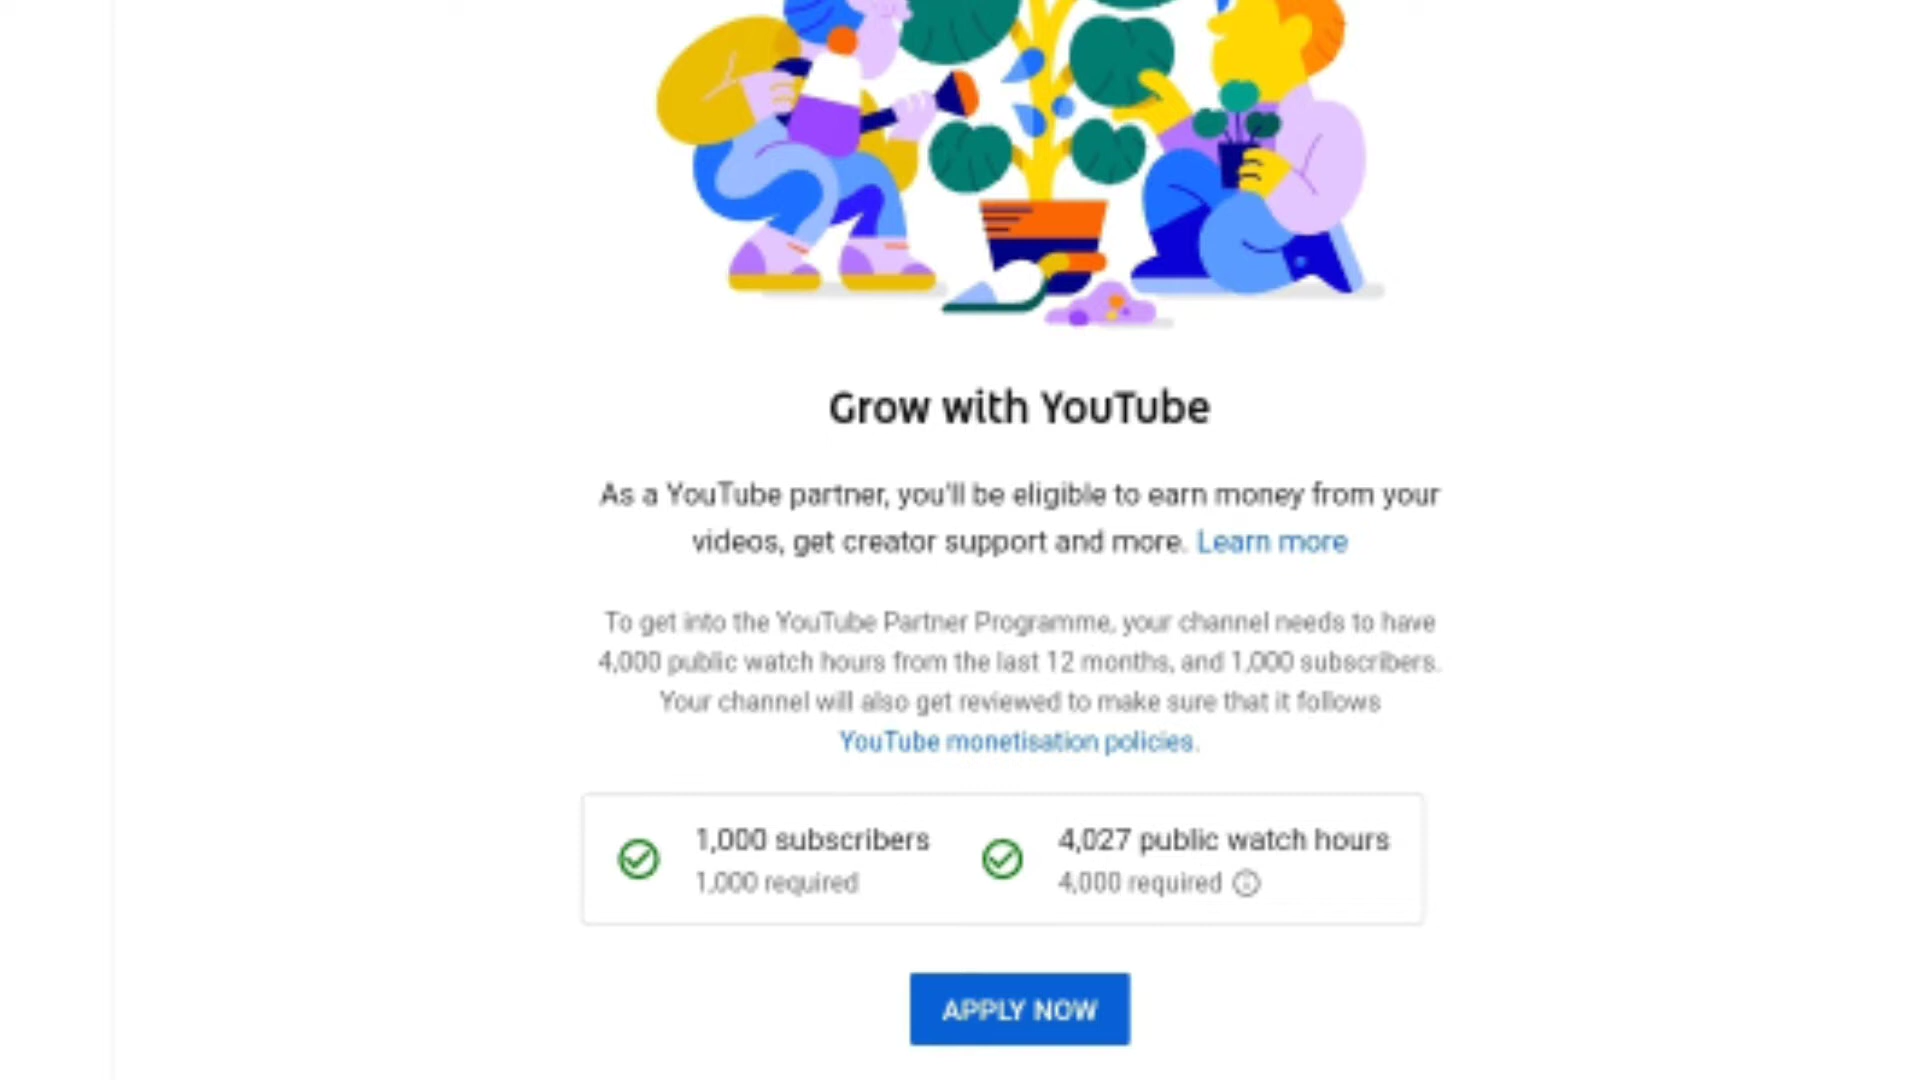 Grow with YouTube
As a YouTube partner, you'll be eligible to earn money from your
videos, get creator support and more. Learn more
To get into the YouTube Partner Programme, your channel needs to have
4,000 public watch hours from the last 12 months, and 1,000 subscribers.
Your channel will also get reviewed to make sure that it follows
YouTube monetisation policies.
1,000 subscribers
1,000 required
4,027 public watch hours
4,000 required
APPLY NOW